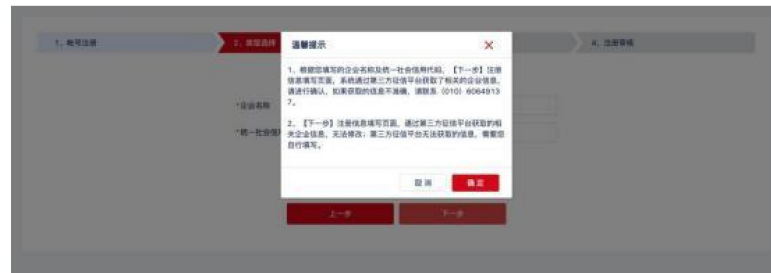 1、账号注册
2、类型选择
4、注册审核
温馨提示
1、根据您填写的企业名称及统一社会信用代码，【下一步】注册
信息填写页面，系统通过第三方征信平台获取了相关的企业信息，
请进行确认，如果获取的信息不准确，请联系（010）6064913
7。
2、【下一步】注册信息填写页面，通过第三方征信平台获取的相
关企业信息，无法修改；第三方征信平台无法获取的信息，需要您
自行填写。
*企业名称
*统一社会信
取消
确定
上一步
下一步